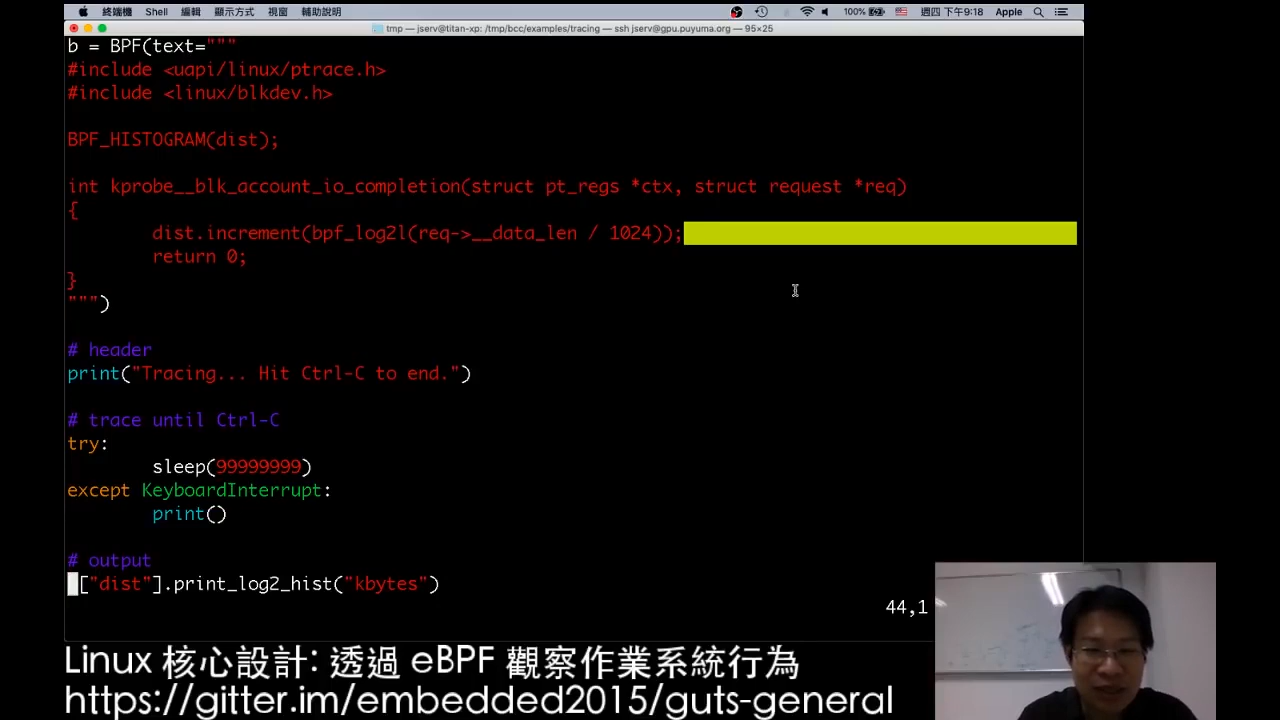 終端機 Shell 編輯 顯示方式 視窗 輔助說明 100% 週四 下午9:18 Apple
tmp — jserv@titan-xp: /tmp/bcc/examples/tracing — ssh jserv@gpu.puyuma.org — 95×25
b = BPF(text="""
#include <uapi/linux/ptrace.h>
#include <linux/blkdev.h>
BPF_HISTOGRAM(dist);
int kprobe__blk_account_io_completion(struct pt_regs *ctx, struct request *req)
{
dist.increment(bpf_log2l(req->__data_len / 1024));
return 0;
}
""")
# header
print("Tracing... Hit Ctrl-C to end.")
# trace until Ctrl-C
try:
sleep(99999999)
except KeyboardInterrupt:
print()
# output
["dist"].print_log2_hist("kbytes")
44,1
Linux 核心設計: 透過 eBPF 觀察作業系統行為
https://gitter.im/embedded2015/guts-general